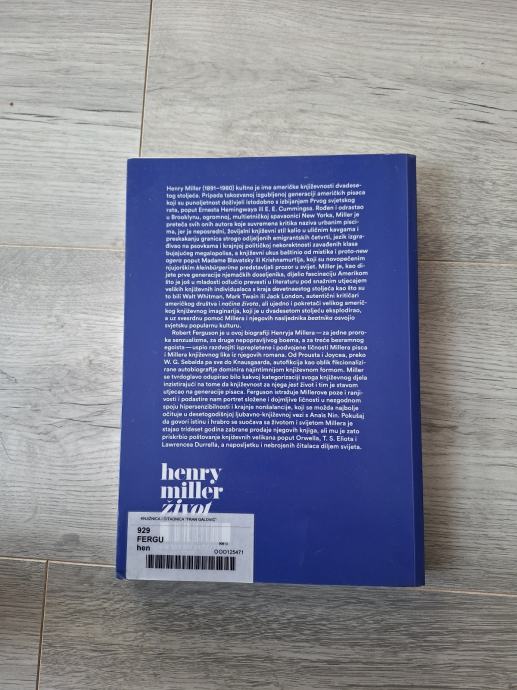 Henry Miller (1891–1980) kultno je ime američke književnosti dvadese-
tog stoljeća. Pripada takozvanoj izgubljenoj generaciji američkih pisaca
koji su punoljetnost doživjeli istodobno s izbijanjem Prvog svjetskog
rata, poput Ernesta Hemingwaya ili E. E. Cummingsa. Rođen i odrastao
u Brooklynu, ogromnoj, multietničkoj spavaonici New Yorka, Miller je
preteča svih onih autora koje suvremena kritika naziva urbanim pisci-
ma, jer je neposredni, žovijalni književni stil kalio u uličnim kavgama i
preskakanju granica strogo odijeljenih emigrantskih četvrti, jezik izgra-
đivao na psovkama i krajnjoj političkoj nekorektnosti zavađenih klasa
bujajućeg megalopolisa, a književni ukus baštinio od mistika i proto-new
agera poput Madame Blavatsky ili Krishnamurtija, koji su novopečenim
njujorškim kleinbürgerima predstavljali prozor u svijet. Miller je, kao di-
jete prve generacije njemačkih doseljenika, dijelio fascinaciju Amerikom
što je još u mladosti odlučio prevesti u literaturu pod snažnim utjecajem
velikih književnih individualaca s kraja devetnaestog stoljeća kao što su
to bili Walt Whitman, Mark Twain ili Jack London, autentični kritičari
američkog društva i načina života, ali ujedno i pokretači velikog američ-
kog književnog imaginarija, koji je u dvadesetom stoljeću eksplodirao,
a uz svesrdnu pomoć Millera i njegovih nasljednika beatnika osvojio
svjetsku popularnu kulturu.
Robert Ferguson je u ovoj biografiji Henryja Millera — za jedne proro-
ka senzualizma, za druge nepopravljivog boema, a za treće besramnog
egoista — uspio razdvojiti isprepletene i podvojene ličnosti Millera pisca
i Millera književnog lika iz njegovih romana. Od Prousta i Joycea, preko
W. G. Sebalda pa sve do Knausgaarda, autofikcija kao oblik fikcionalizi-
rane autobiografije dominira najintimnijem književnom formom. Miller
se tvrdoglavo odupirao bilo kakvoj kategorizaciji svoga književnog djela
inzistirajući na tome da književnost za njega jest život i tim je stavom
utjecao na generacije pisaca. Ferguson istražuje Millerove poze i ranji-
vosti i podastire nam portret složene i dojmljive ličnosti u nezgodnom
spoju hipersenzibilnosti i krajnje nonšalancije, koji se možda najbolje
očituje u desetogodišnjoj ljubavno-književnoj vezi s Anaïs Nin. Pokušaj
da govori istinu i hrabro se suočava sa životom i svijetom Millera je
stajao trideset godina zabrane prodaje njegovih knjiga, ali mu je zato
priskrbio poštovanje književnih velikana poput Orwella, T. S. Eliota i
Lawrencea Durrella, a naposljetku i nebrojenih čitalaca diljem svijeta.
henry
miller
život
KNJIŽNICA I ČITAONICA "FRAN GALOVIĆ"
929
FERGU
hen
OOD125471